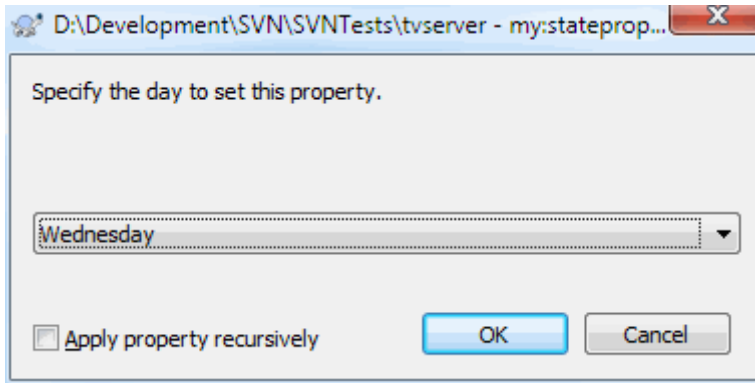 D:\Development\SVN\SVNTests\tvserver - my:stateprop...
Specify the day to set this property.
Wednesday
Apply property recursively
OK
Cancel